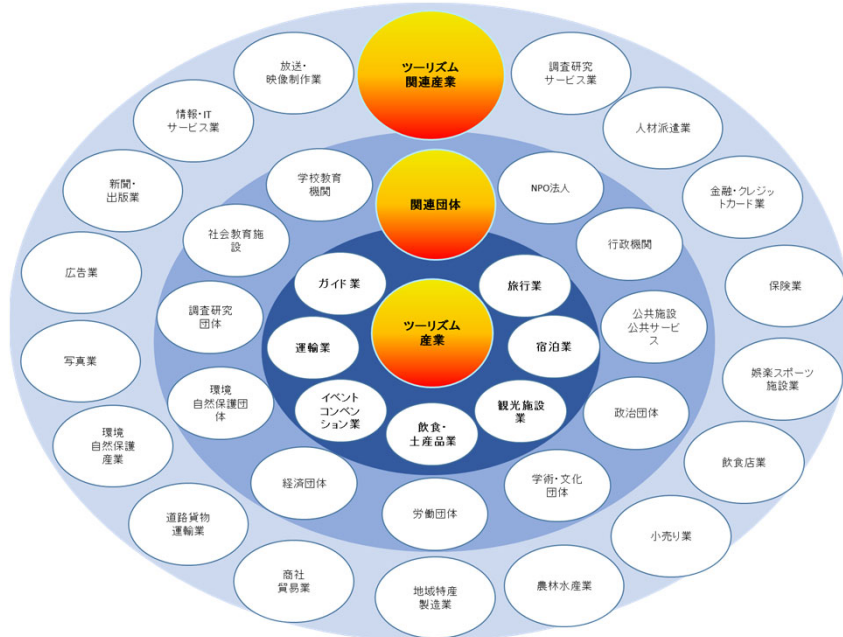 ツーリズム
関連産業
放送・
映像制作業
調査研究
サービス業
情報・IT
サービス業
人材派遣業
新聞・
出版業
金融・クレジッ
トカード業
広告業
保険業
写真業
娯楽スポーツ
施設業
環境
自然保護
産業
飲食店業
道路貨物
運輸業
小売り業
商社
貿易業
地域特産
製造業
農林水産業
関連団体
学校教育
機関
NPO法人
社会教育施
設
行政機関
調査研究
団体
公共施設
公共サービ
ス
環境
自然保護団
体
政治団体
経済団体
労働団体
学術・文化
団体
ツーリズム
産業
ガイド業
旅行業
運輸業
宿泊業
イベント
コンベン
ション業
飲食・
土産品業
観光施設
業